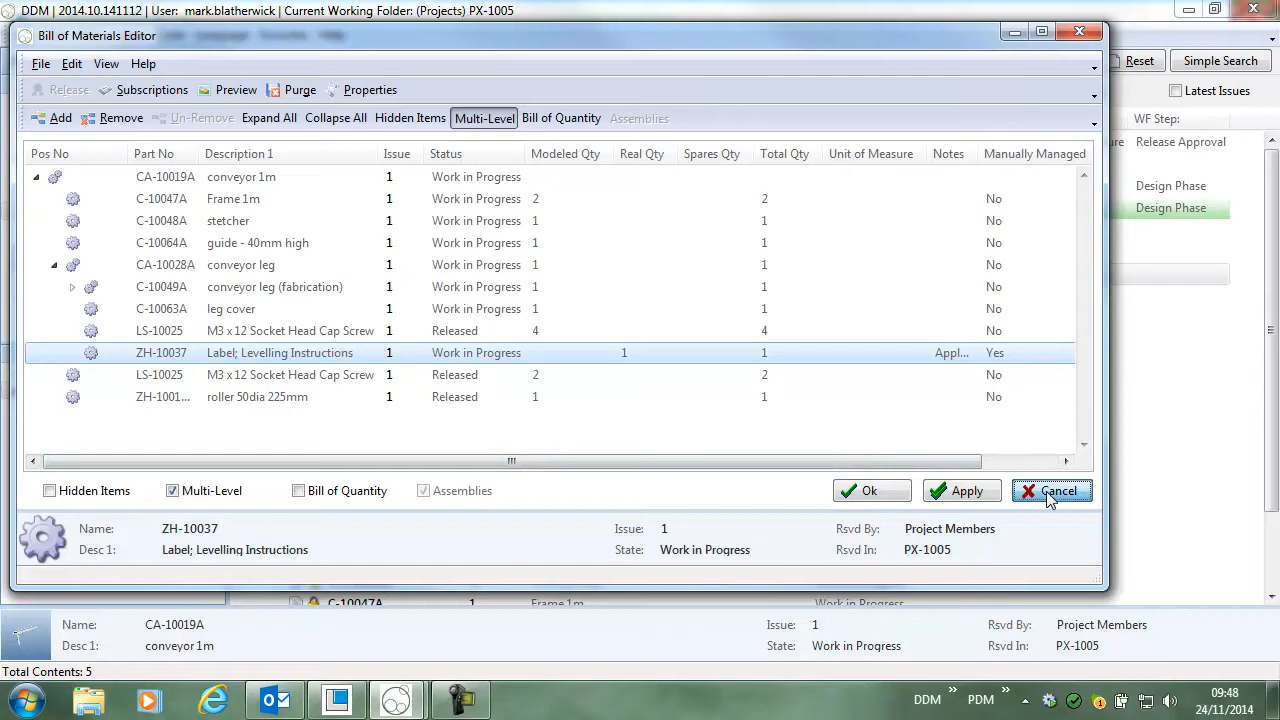 DDM | 2014.10.141112 | User: mark.blatherwick | Current Working Folder: (Projects) PX-1005
Bill of Materials Editor
File Edit View Help
Reset Simple Search
Release Subscriptions Preview Purge Properties
Latest Issues
Add Remove Un-Remove Expand All Collapse All Hidden Items Multi-Level Bill of Quantity Assemblies
ure WF Step:
Release Approval
Pos No Part No Description 1 Issue Status Modeled Qty Real Qty Spares Qty Total Qty Unit of Measure Notes Manually Managed
CA-10019A conveyor 1m 1 Work in Progress
Design Phase
C-10047A Frame 1m 1 Work in Progress 2 2 No
Design Phase
C-10048A stetcher 1 Work in Progress 1 1 No
C-10064A guide - 40mm high 1 Work in Progress 1 1 No
CA-10028A conveyor leg 1 Work in Progress 1 1 No
C-10049A conveyor leg (fabrication) 1 Work in Progress 1 1 No
C-10063A leg cover 1 Work in Progress 1 1 No
LS-10025 M3 x 12 Socket Head Cap Screw 1 Released 4 4 No
ZH-10037 Label; Levelling Instructions 1 Work in Progress 1 1 Appl... Yes
LS-10025 M3 x 12 Socket Head Cap Screw 1 Released 2 2 No
ZH-1001... roller 50dia 225mm 1 Released 1 1 No
Hidden Items Multi-Level Bill of Quantity Assemblies Ok Apply Cancel
Name: ZH-10037 Issue: 1 Rsvd By: Project Members
Desc 1: Label; Levelling Instructions State: Work in Progress Rsvd In: PX-1005
C-10047A 1 Frame 1m Work in Progress
Name: CA-10019A Issue: 1 Rsvd By: Project Members
Desc 1: conveyor 1m State: Work in Progress Rsvd In: PX-1005
Total Contents: 5
DDM » PDM » 09:48
24/11/2014